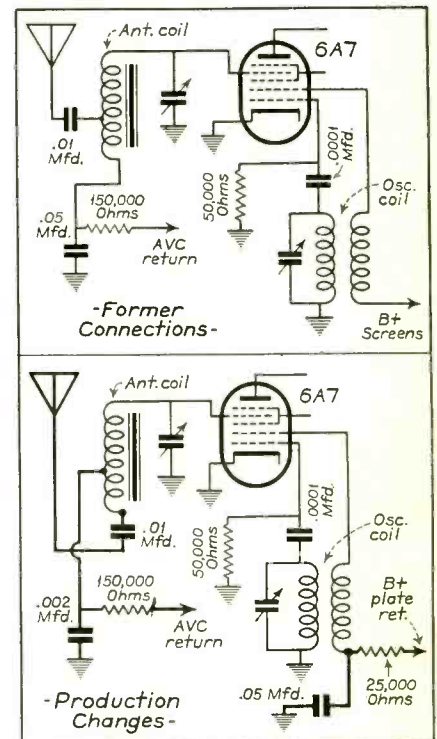 Ant. coil
6A7
.01
Mfd.
.0001
Mfd.
Osc.
coil
.05
Mfd.
150,000
Ohms
AVC
return
50,000
Ohms
-Former
Connections-
B+
Screens
Ant. coil
6A7
.01
Mfd.
.0001
Mfd.
Osc.
coil
150,000
Ohms
50,000
Ohms
B+
plate
ret.
.002
Mfd.
AVC
return
-Production
Changes-
.05 Mfd.
25,000
Ohms